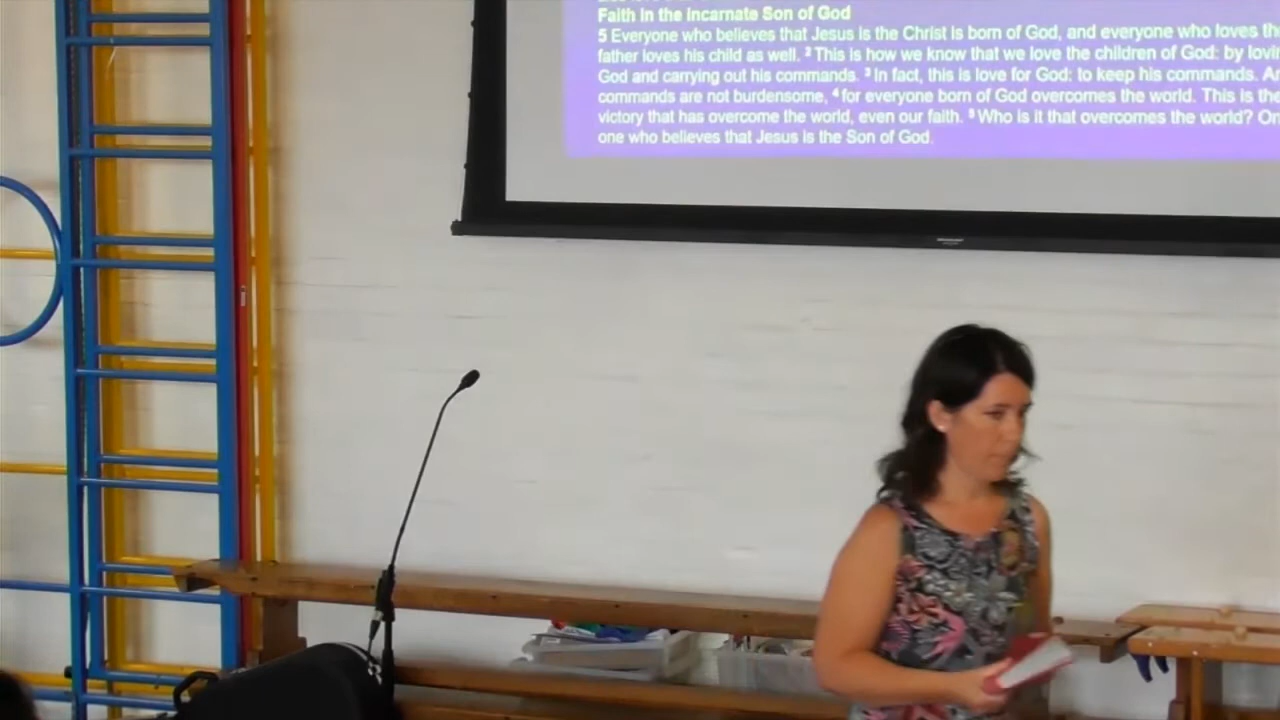 Faith in the Incarnate Son of God
5 Everyone who believes that Jesus is the Christ is born of God, and everyone who loves
father loves his child as well. ² This is how we know that we love the children of God: by
God and carrying out his commands. ³ In fact, this is love for God: to keep his commands.
commands are not burdensome, ⁴ for everyone born of God overcomes the world. This is the
victory that has overcome the world, even our faith. ⁵ Who is it that overcomes the world?
one who believes that Jesus is the Son of God.